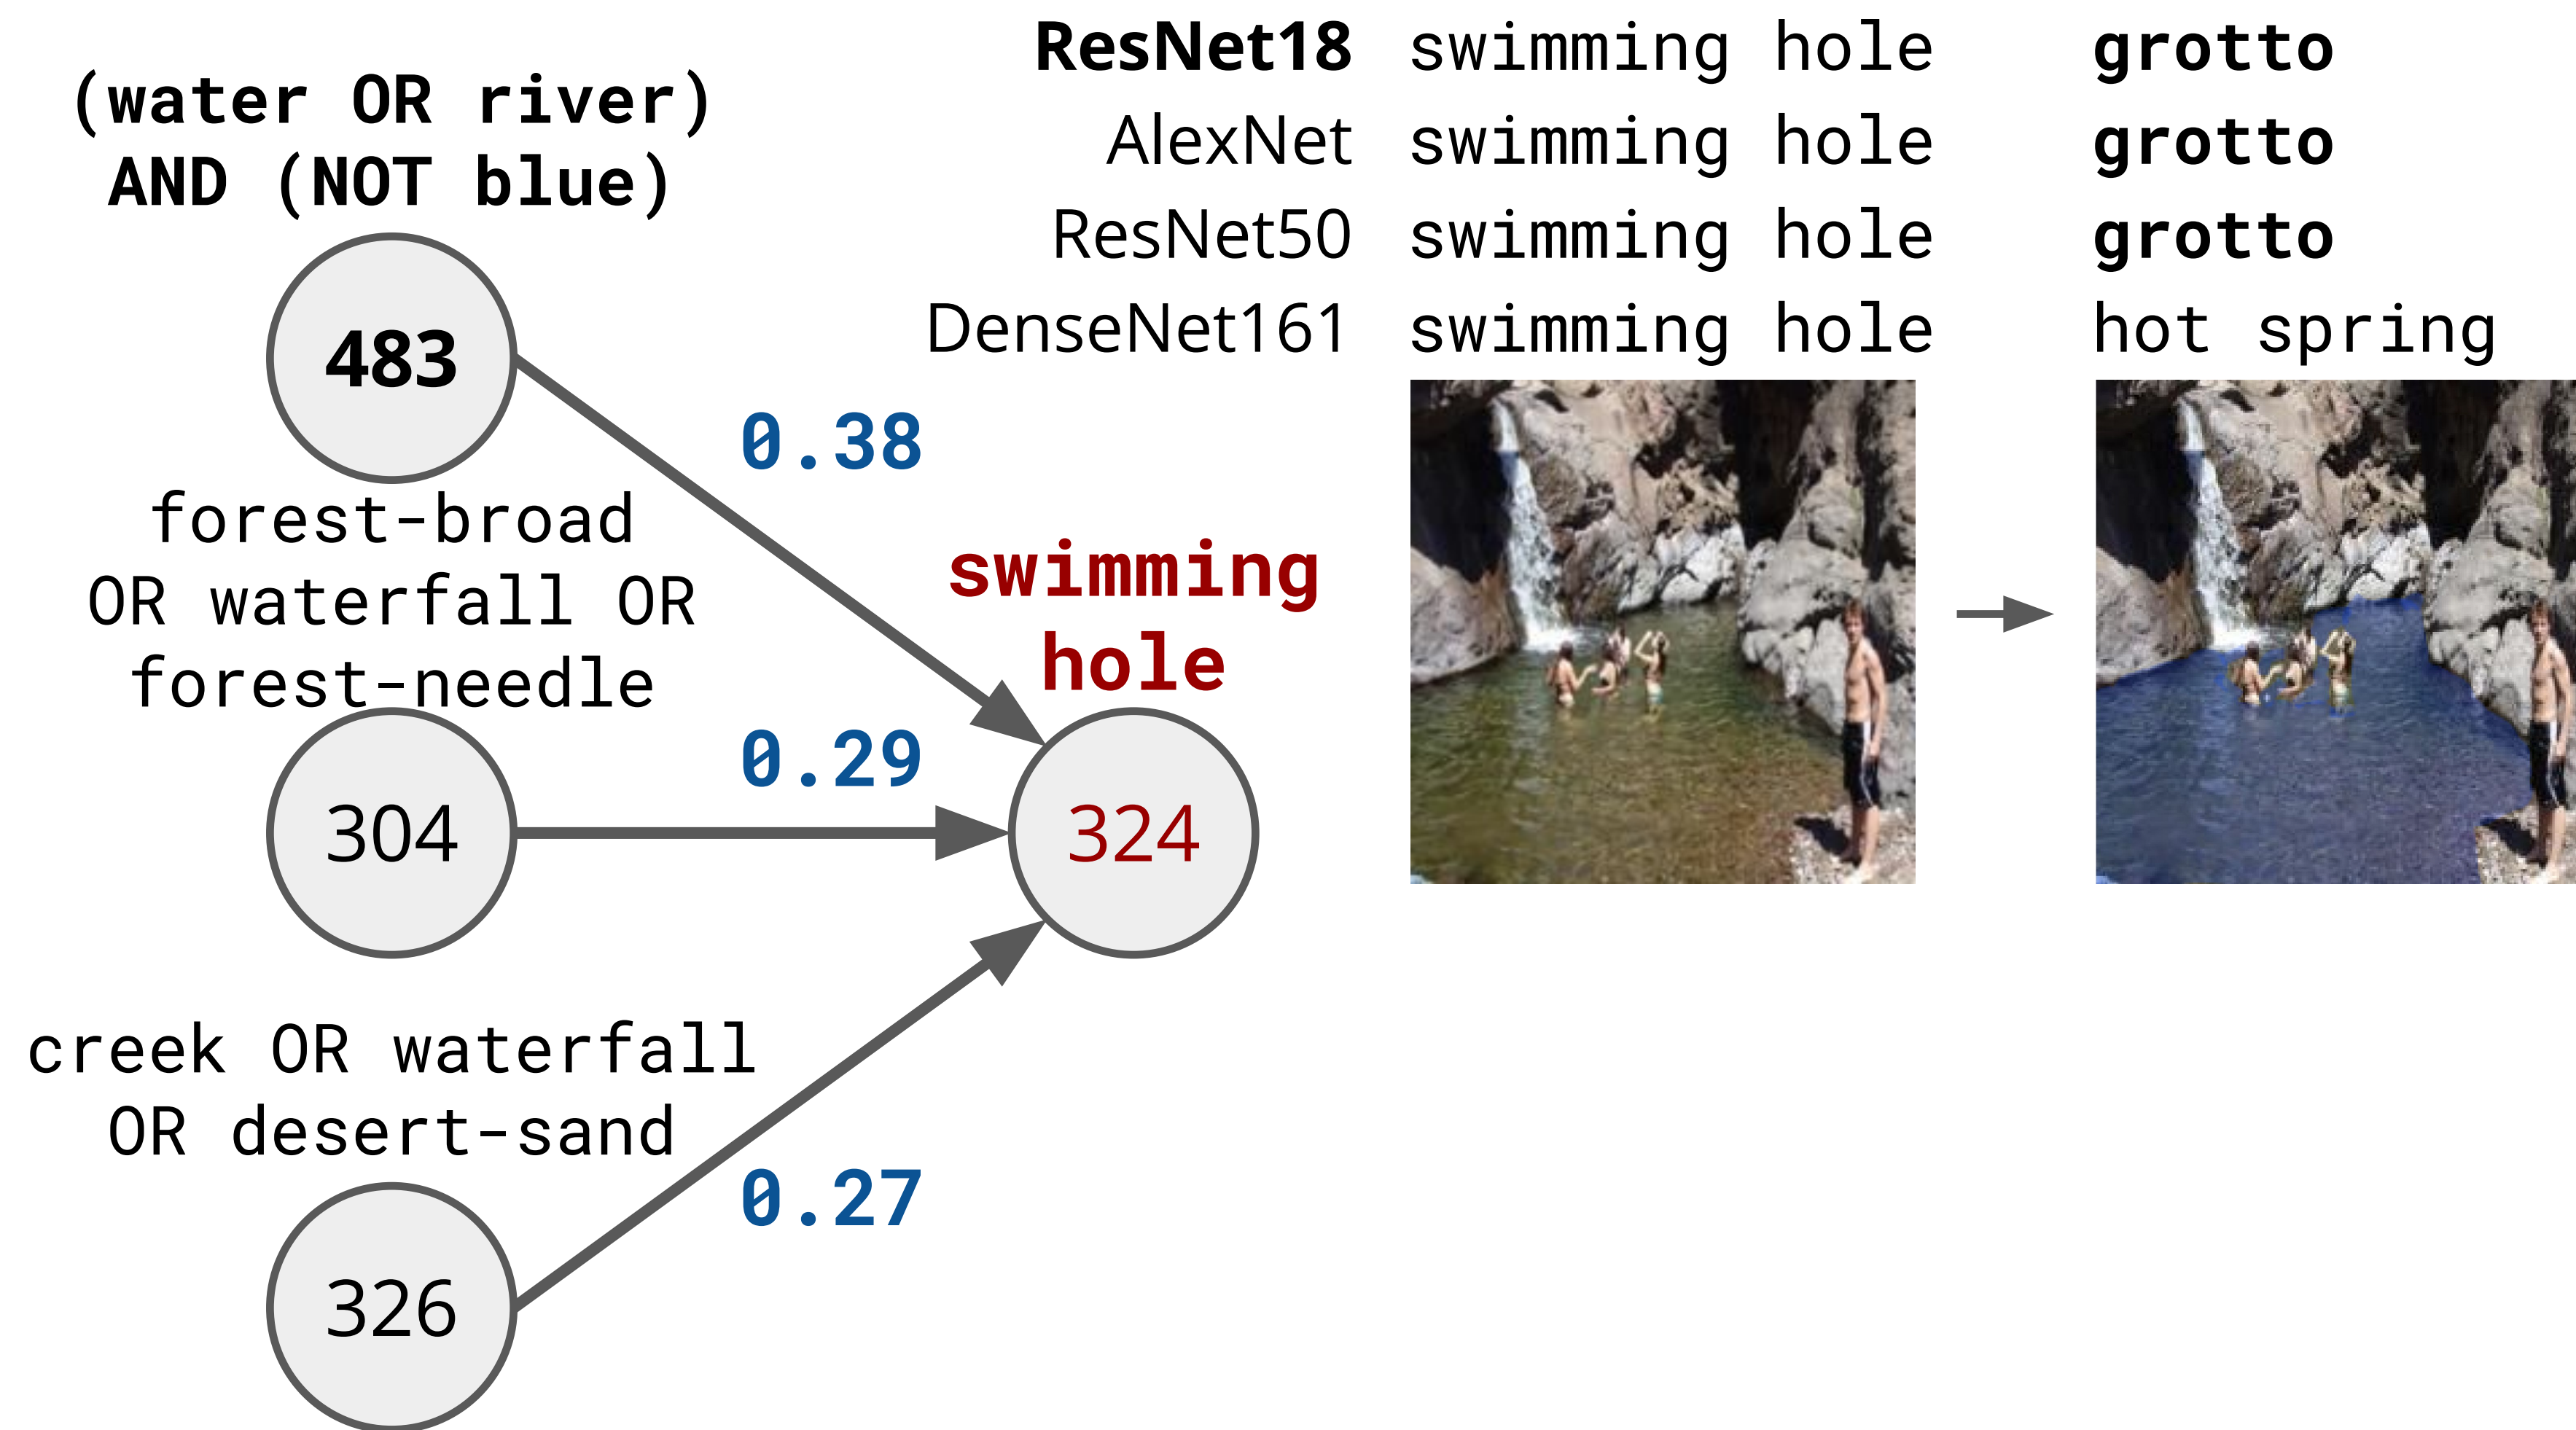 (water OR river)
AND (NOT blue)
483
0.38
forest-broad
OR waterfall OR
forest-needle
304
0.29
creek OR waterfall
OR desert-sand
326
0.27
swimming
hole
324
ResNet18 swimming hole grotto
AlexNet swimming hole grotto
ResNet50 swimming hole grotto
DenseNet161 swimming hole hot spring